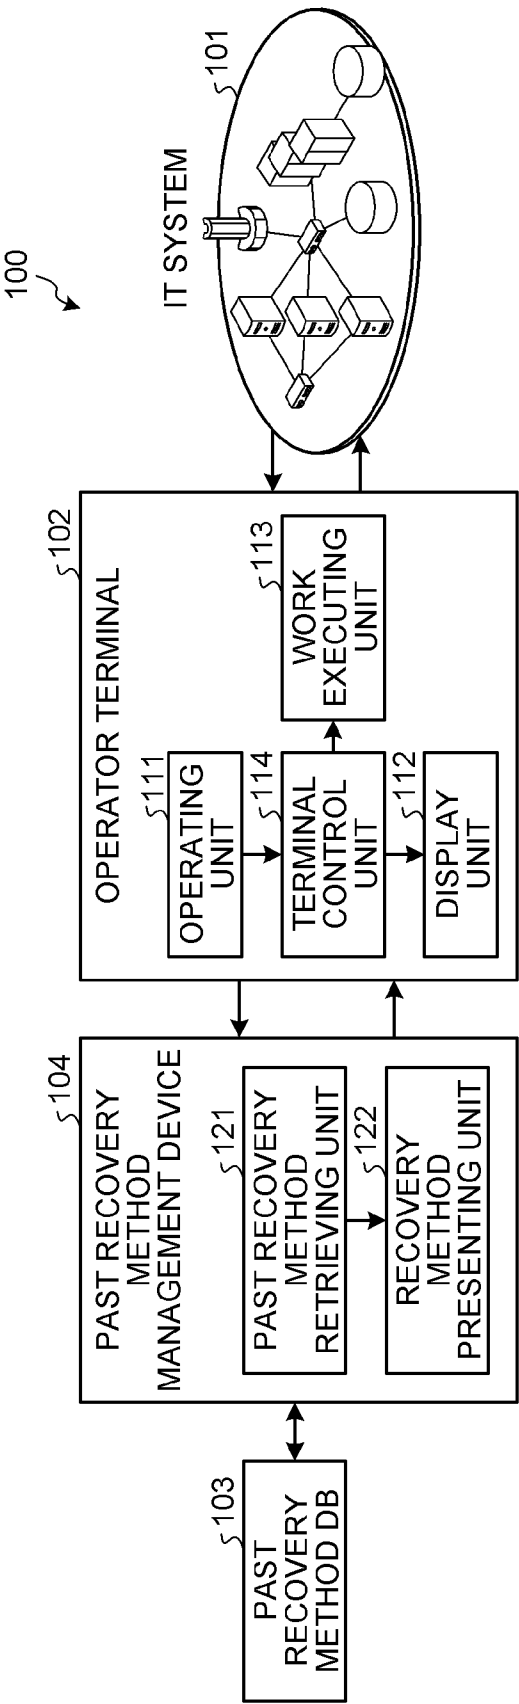 100
101
IT SYSTEM
102
OPERATOR TERMINAL
111
OPERATING
UNIT
114
TERMINAL
CONTROL
UNIT
113
WORK
EXECUTING
UNIT
112
DISPLAY
UNIT
104
PAST RECOVERY
METHOD
MANAGEMENT DEVICE
121
PAST RECOVERY
METHOD
RETRIEVING UNIT
122
RECOVERY
METHOD
PRESENTING UNIT
103
PAST
RECOVERY
METHOD DB